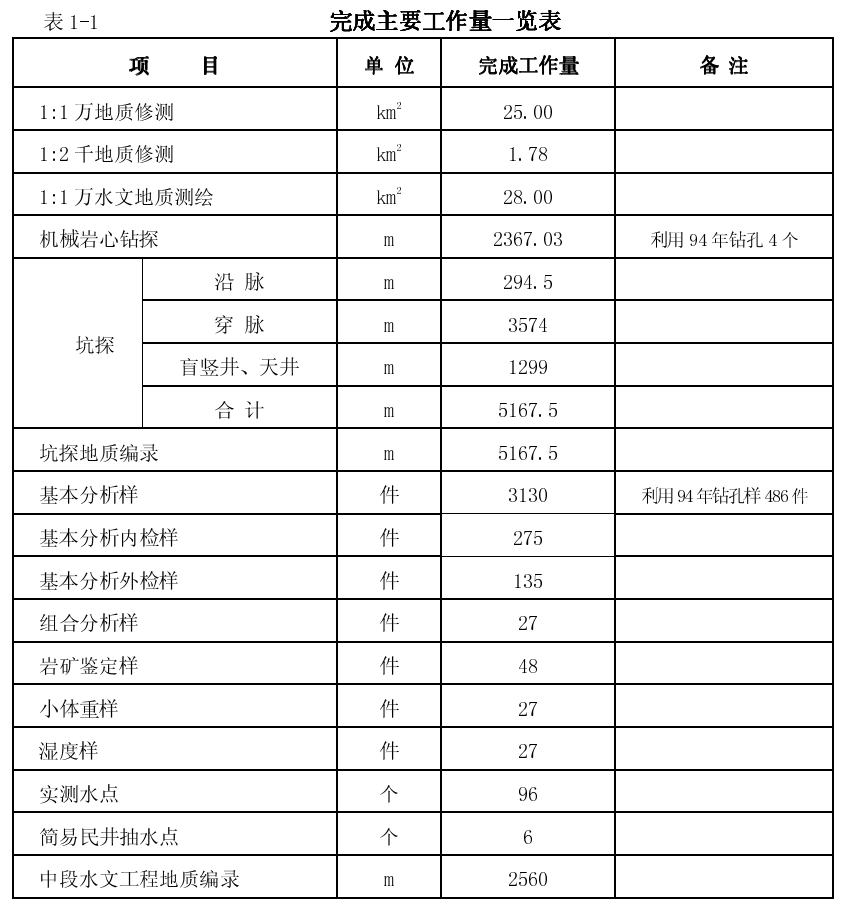 表 1-1 完成主要工作量一览表
项 目 单 位 完成工作量 备 注
1:1 万地质修测 km² 25.00
1:2 千地质修测 km² 1.78
1:1 万水文地质测绘 km² 28.00
机械岩心钻探 m 2367.03 利用 94 年钻孔 4 个
坑探 沿 脉 m 294.5
穿 脉 m 3574
盲竖井、天井 m 1299
合 计 m 5167.5
坑探地质编录 m 5167.5
基本分析样 件 3130 利用 94 年钻孔样 486 件
基本分析内检样 件 275
基本分析外检样 件 135
组合分析样 件 27
岩矿鉴定样 件 48
小体重样 件 27
湿度样 件 27
实测水点 个 96
简易民井抽水点 个 6
中段水文工程地质编录 m 2560